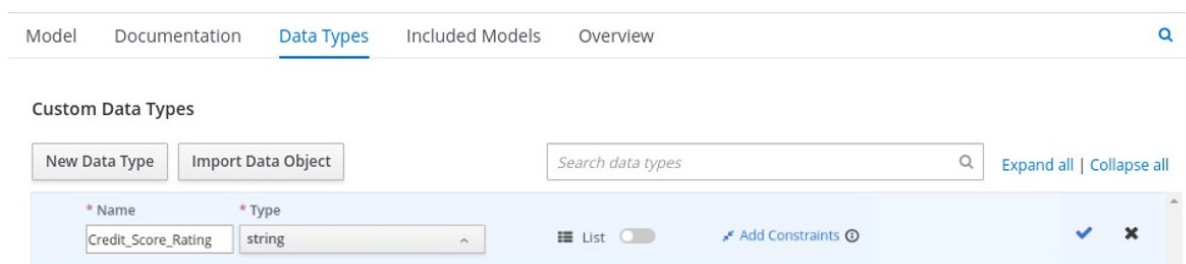 Model Documentation Data Types Included Models Overview
Custom Data Types
New Data Type Import Data Object Search data types Expand all | Collapse all
* Name * Type
Credit_Score_Rating string List Add Constraints